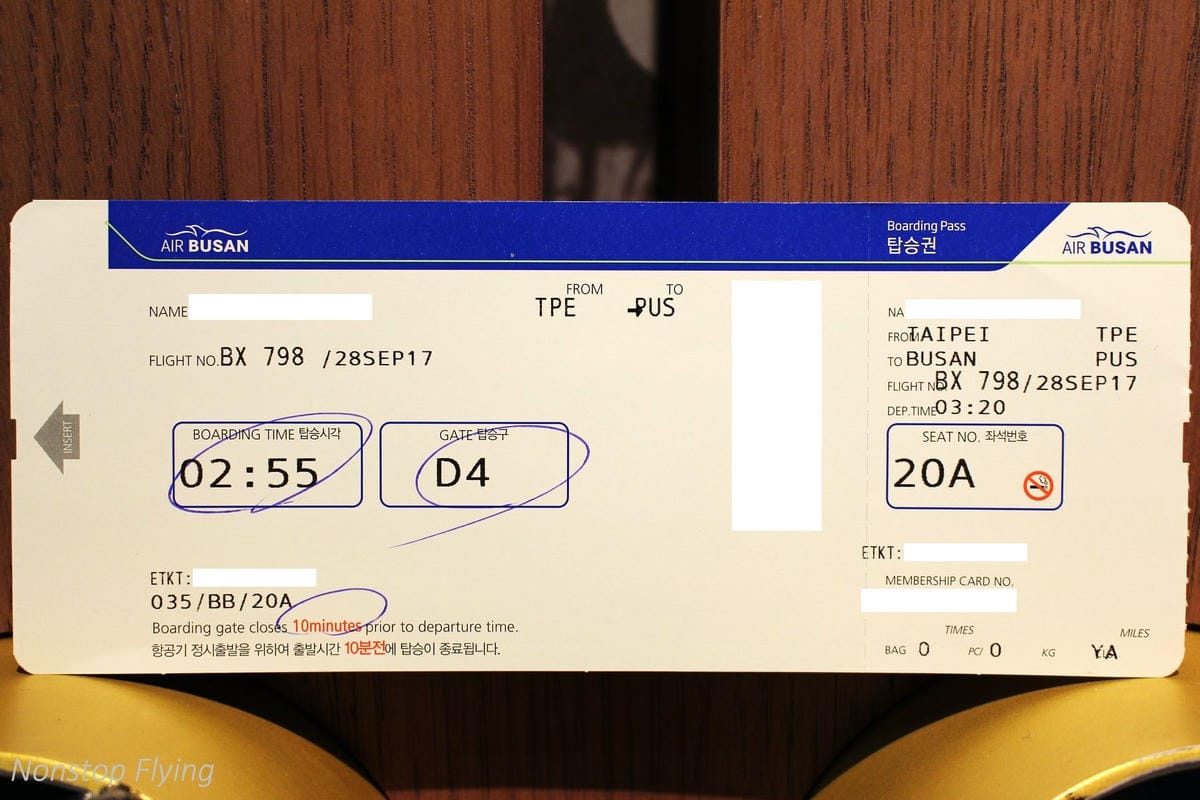 AIR BUSAN
Boarding Pass
탑승권
AIR BUSAN
NAME
FROM
TO
TPE → PUS
FLIGHT NO. BX 798 /28SEP17
INSERT
BOARDING TIME 탑승시각
02:55
GATE 탑승구
D4
ETKT:
035/BB/20A
Boarding gate closes 10minutes prior to departure time.
항공기 정시출발을 위하여 출발시간 10분전에 탑승이 종료됩니다.
NA
FROM TAIPEI TPE
TO BUSAN PUS
FLIGHT NO. BX 798/28SEP17
DEP.TIME 03:20
SEAT NO. 좌석번호
20A
ETKT:
MEMBERSHIP CARD NO.
TIMES
MILES
BAG 0 PC/ 0 KG YA
Nonstop Flying